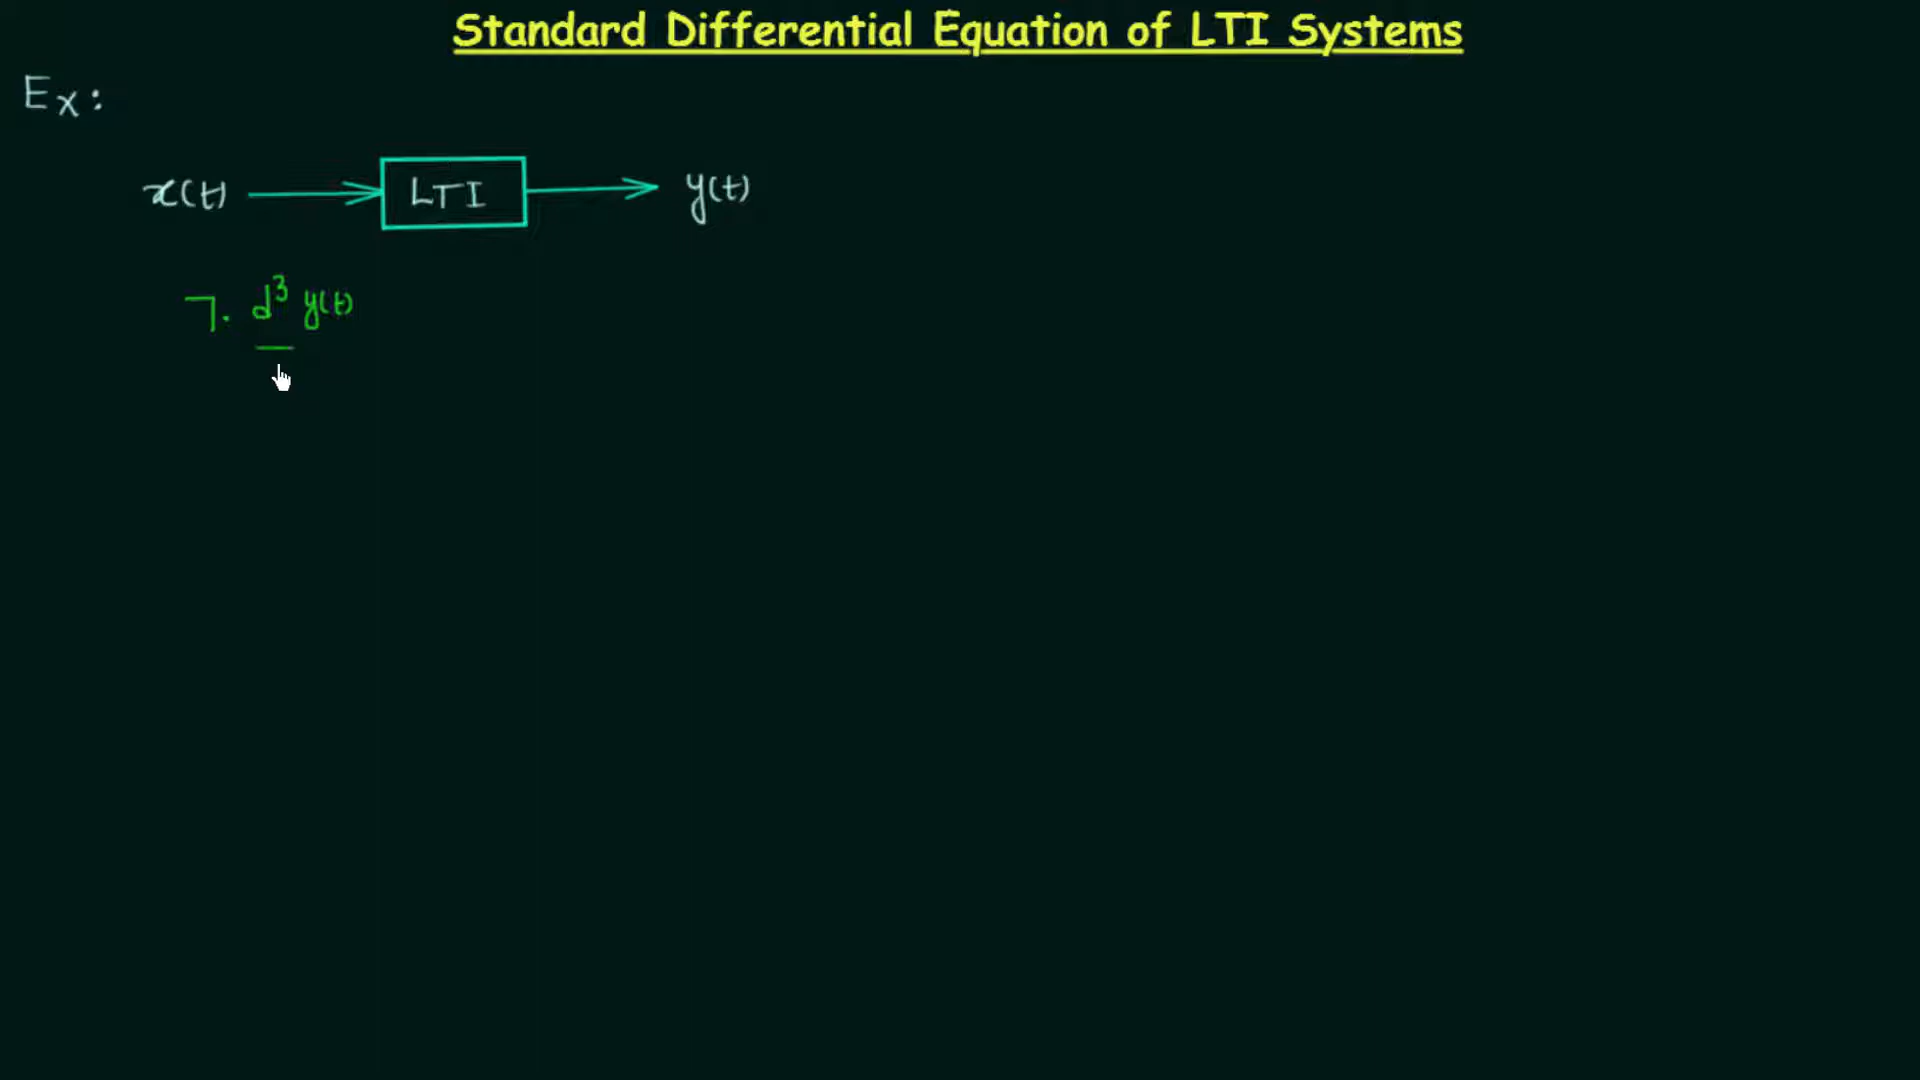 Standard Differential Equation of LTI Systems
Ex:
x(t) LTI y(t)
7. d³ y(t)